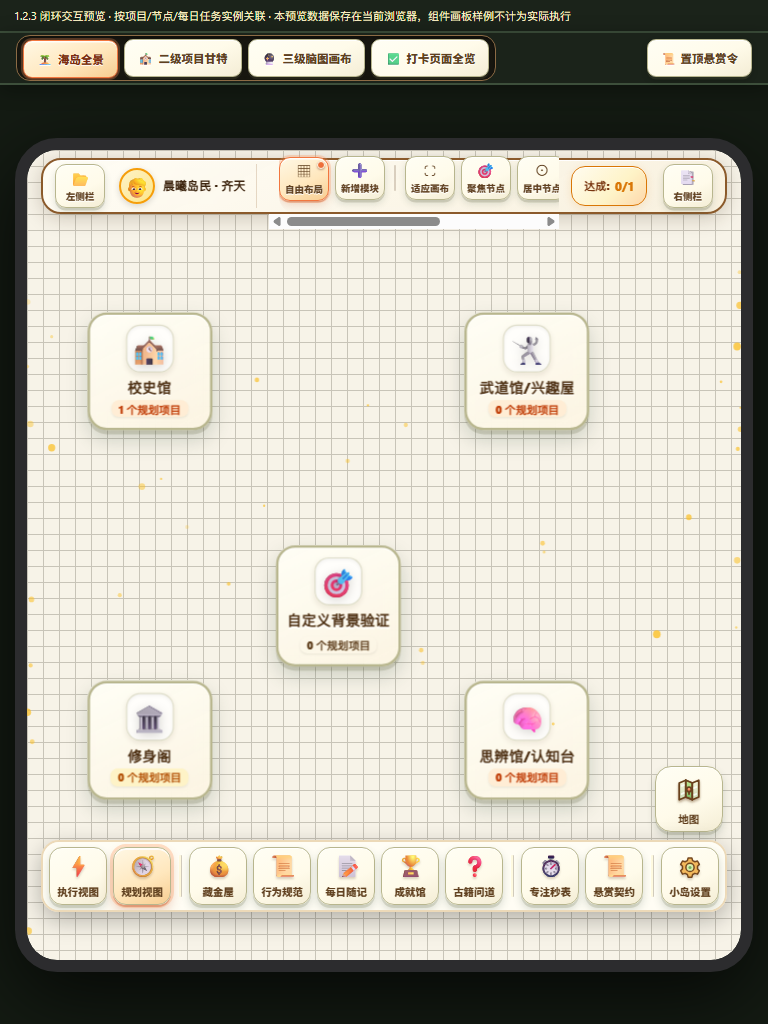 1.2.3 闭环交互预览 · 按项目/节点/每日任务实例关联 · 本预览数据保存在当前浏览器，组件画板样例不计为实际执行
海岛全景
二级项目甘特
三级脑图画布
打卡页面全览
置顶悬赏令
左侧栏
晨曦岛民 · 齐天
自由布局
新增模块
适应画布
聚焦节点
居中节点
达成: 0/1
右侧栏
校史馆
1 个规划项目
武道馆/兴趣屋
0 个规划项目
自定义背景验证
0 个规划项目
修身阁
0 个规划项目
思辨馆/认知台
0 个规划项目
地图
执行视图
规划视图
藏金屋
行为规范
每日随记
成就馆
古籍问道
专注秒表
悬赏契约
小岛设置